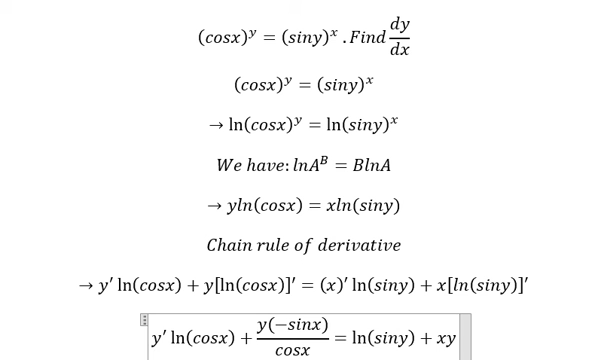 (cosx)^y = (siny)^x . Find dy/dx
(cosx)^y = (siny)^x
→ ln(cosx)^y = ln(siny)^x
We have: lnA^B = BlnA
→ yln(cosx) = xln(siny)
Chain rule of derivative
→ y′ ln(cosx) + y[ln(cosx)]′ = (x)′ ln(siny) + x[ln(siny)]′
y′ ln(cosx) + y(−sinx)/cosx = ln(siny) + xy